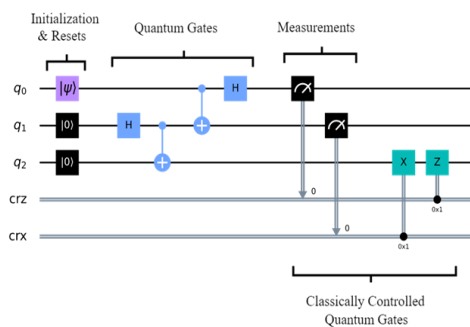 Initialization
& Resets
Quantum Gates
Measurements
q0 |ψ⟩ H
q1 |0⟩ H
q2 |0⟩ X Z
crz 0 0x1
crx 0 0x1
Classically Controlled
Quantum Gates